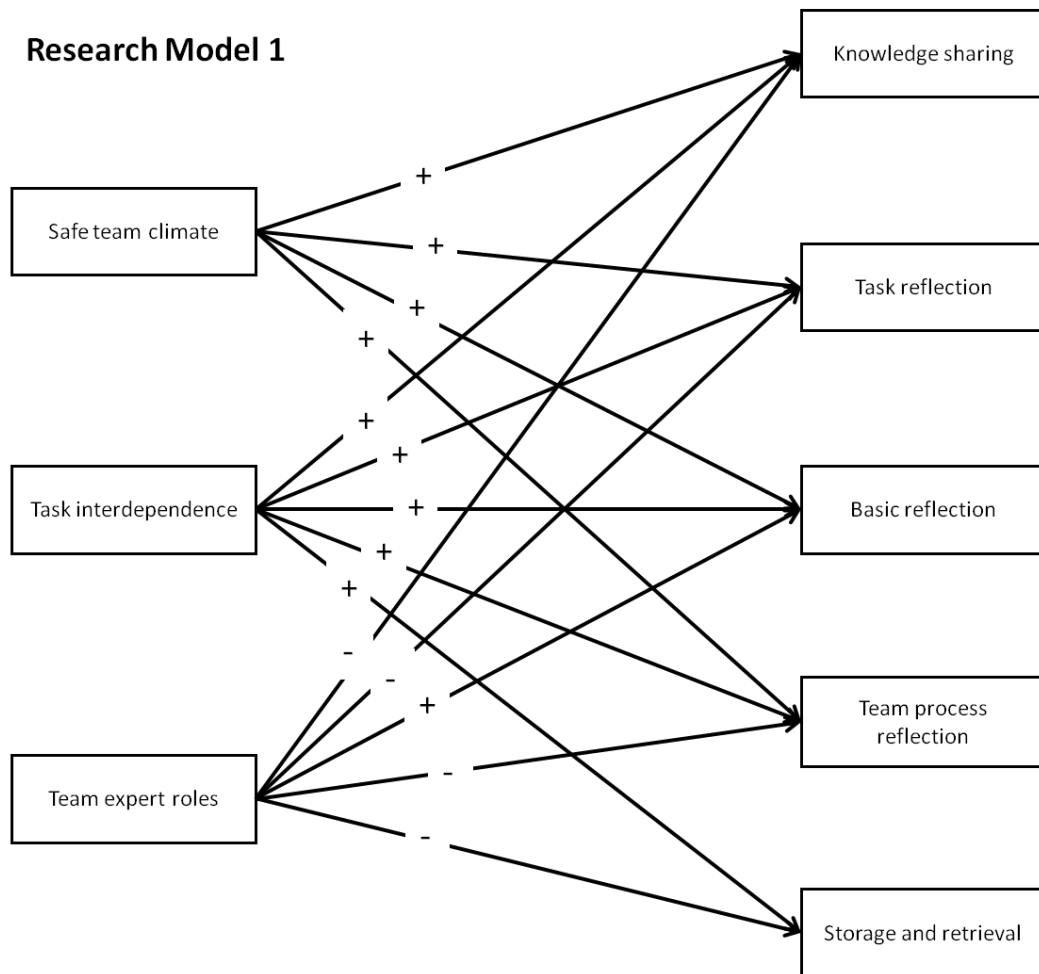 Research Model 1
Knowledge sharing
+
Safe team climate
+
+
Task reflection
+
+
+
Task interdependence
+
Basic reflection
+
+
-
-
+
Team process
reflection
Team expert roles
-
-
Storage and retrieval